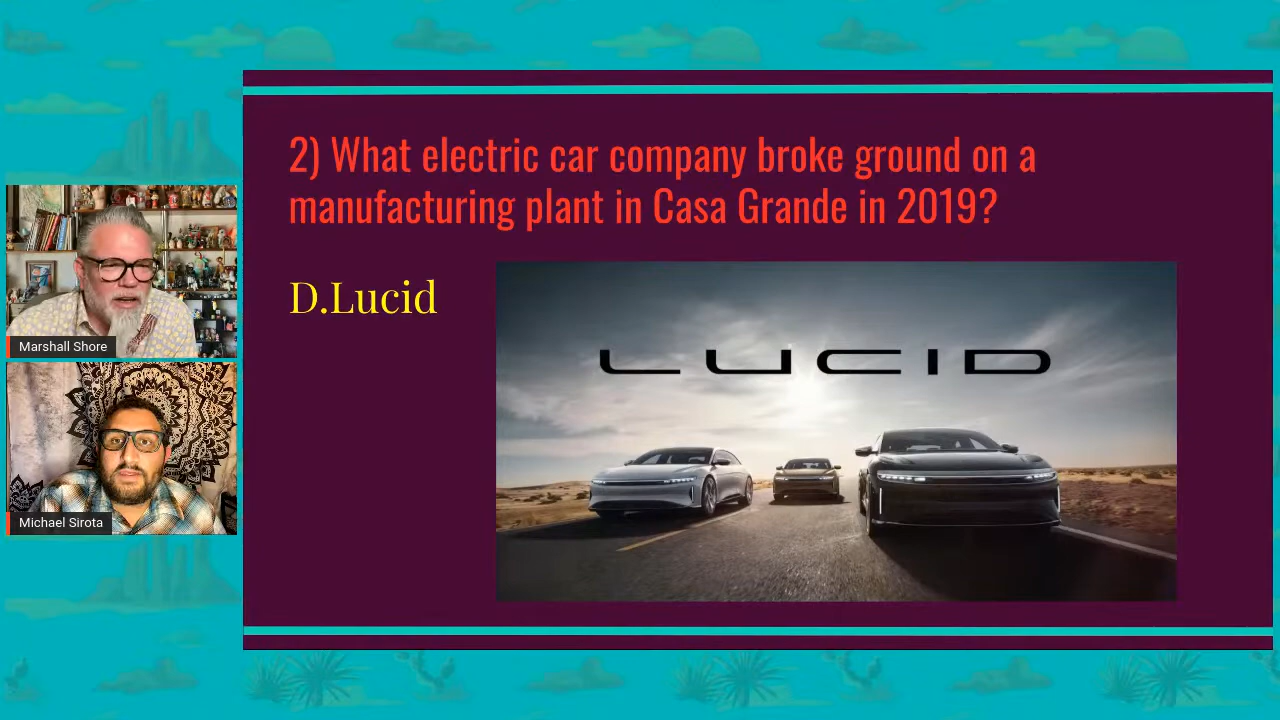 2) What electric car company broke ground on a
manufacturing plant in Casa Grande in 2019?
D.Lucid
LUCID
Marshall Shore
Michael Sirota